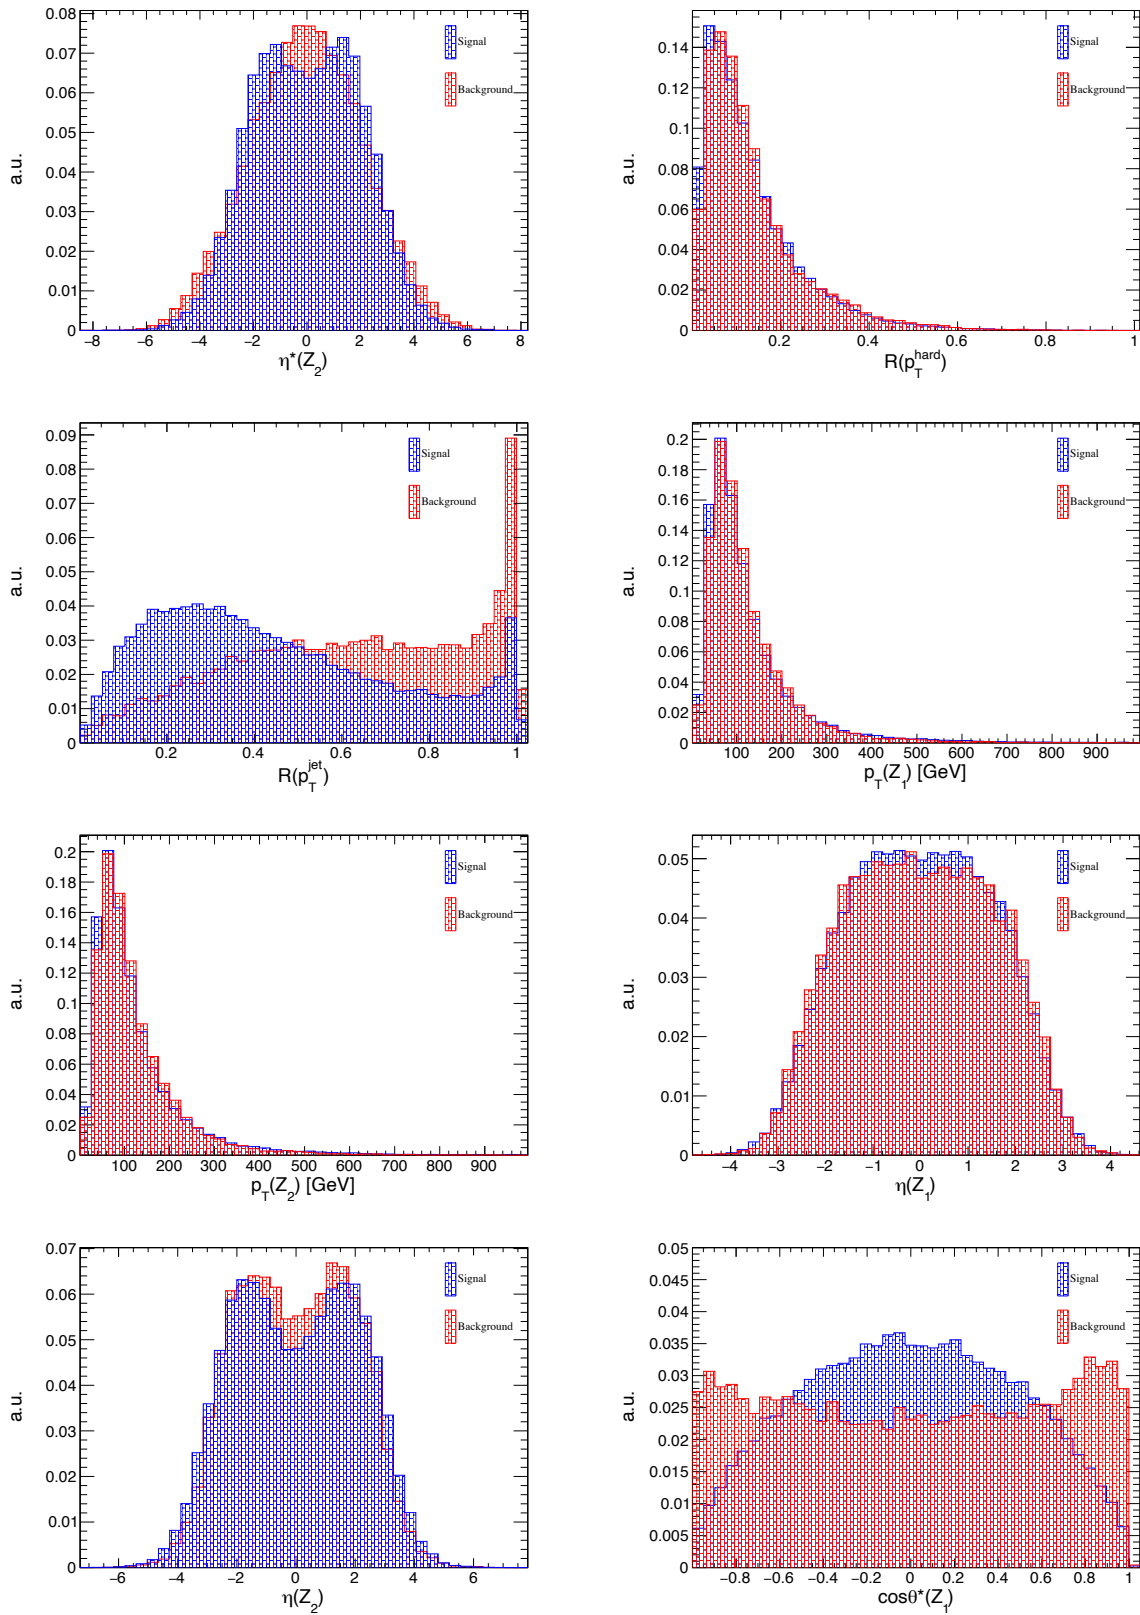 0.08
0.07
0.06
0.05
0.04
0.03
0.02
0.01
0
a.u.
Signal
Background
−8 −6 −4 −2 0 2 4 6 8
η*(Z2)
0.14
0.12
0.1
0.08
0.06
0.04
0.02
0
a.u.
Signal
Background
0.2 0.4 0.6 0.8 1
R(pThard)
0.09
0.08
0.07
0.06
0.05
0.04
0.03
0.02
0.01
0
a.u.
Signal
Background
0.2 0.4 0.6 0.8 1
R(pTjet)
0.2
0.18
0.16
0.14
0.12
0.1
0.08
0.06
0.04
0.02
0
a.u.
Signal
Background
100 200 300 400 500 600 700 800 900
pT(Z1) [GeV]
0.2
0.18
0.16
0.14
0.12
0.1
0.08
0.06
0.04
0.02
0
a.u.
Signal
Background
100 200 300 400 500 600 700 800 900
pT(Z2) [GeV]
0.05
0.04
0.03
0.02
0.01
0
a.u.
Signal
Background
−4 −3 −2 −1 0 1 2 3 4
η(Z1)
0.07
0.06
0.05
0.04
0.03
0.02
0.01
0
a.u.
Signal
Background
−6 −4 −2 0 2 4 6
η(Z2)
0.05
0.045
0.04
0.035
0.03
0.025
0.02
0.015
0.01
0.005
0
a.u.
Signal
Background
−0.8 −0.6 −0.4 −0.2 0 0.2 0.4 0.6 0.8 1
cosθ*(Z1)